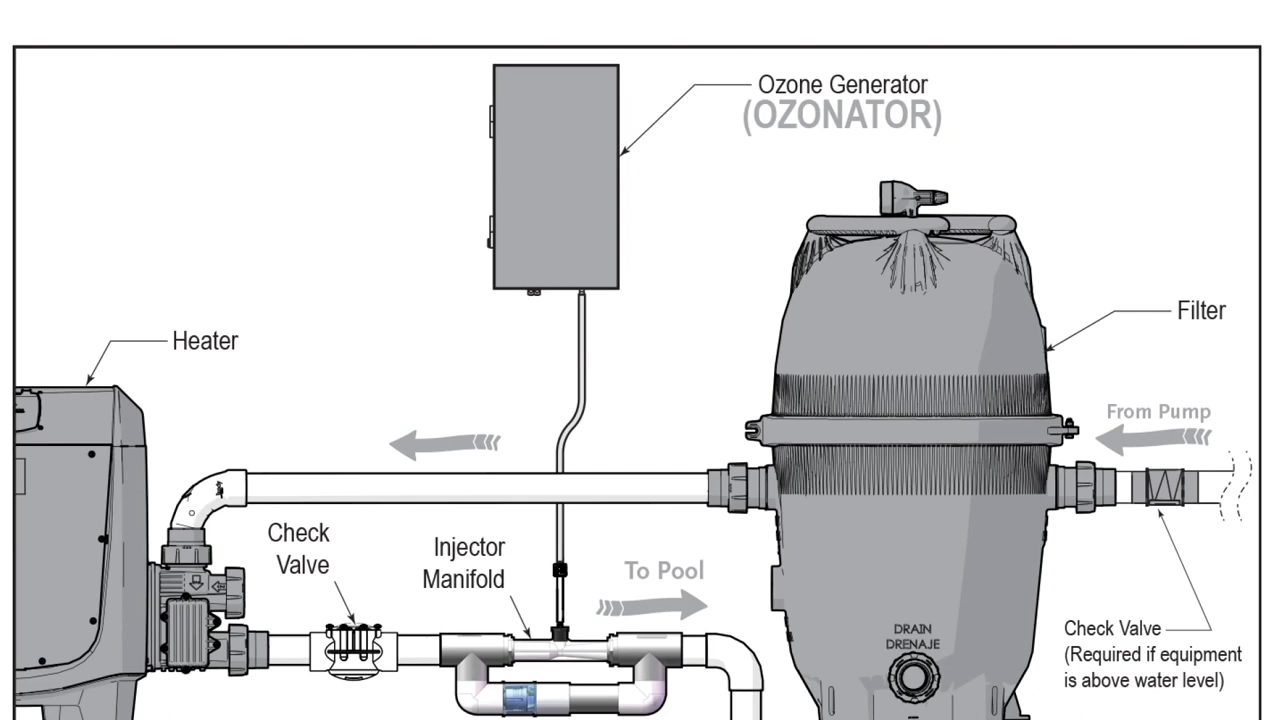 Ozone Generator
(OZONATOR)
Filter
Heater
From Pump
Check
Valve
Injector
Manifold
To Pool
DRAIN
DRENAJE
Check Valve
(Required if equipment
is above water level)